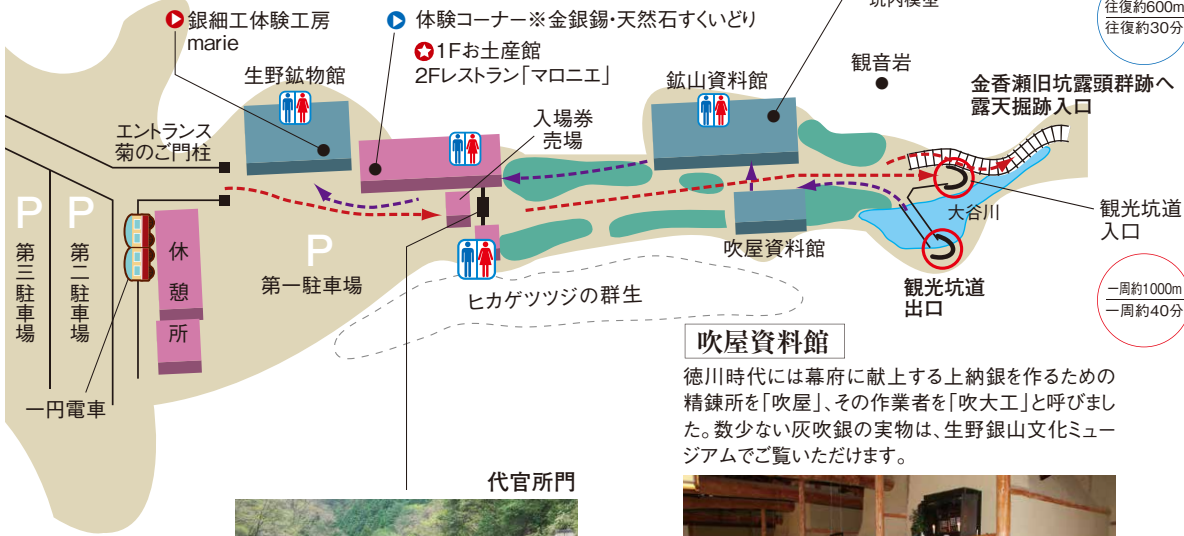 銀細工体験工房
marie
体験コーナー※金銀錫・天然石すくいどり
1Fお土産館
2Fレストラン「マロニエ」
坑内模型
往復約600m
往復約30分
生野鉱物館
鉱山資料館
観音岩
金香瀬旧坑露頭群跡へ
露天掘跡入口
エントランス
菊のご門柱
入場券
売場
大谷川
観光坑道
入口
吹屋資料館
観光坑道
出口
一周約1000m
一周約40分
P
第三駐車場
P
第二駐車場
休憩所
P
第一駐車場
ヒカゲツツジの群生
一円電車
代官所門
吹屋資料館
徳川時代には幕府に献上する上納銀を作るための
精錬所を「吹屋」、その作業者を「吹大工」と呼びまし
た。数少ない灰吹銀の実物は、生野銀山文化ミュー
ジアムでご覧いただけます。